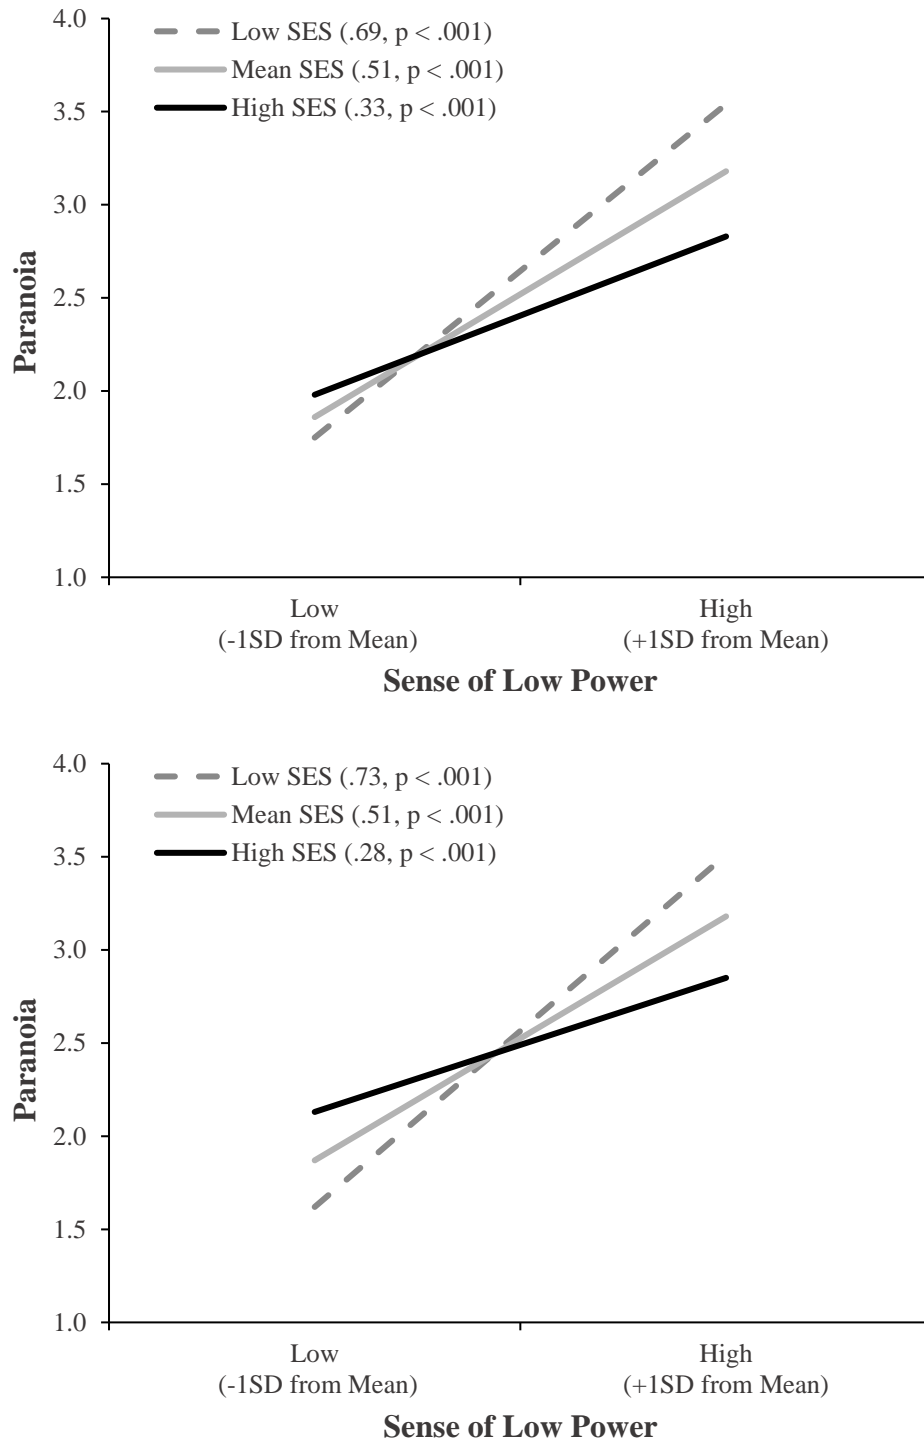 4.0
Low SES (.69, p < .001)
Mean SES (.51, p < .001)
3.5
High SES (.33, p < .001)
3.0
Paranoia
2.5
2.0
1.5
1.0
Low
High
(-1SD from Mean)
(+1SD from Mean)
Sense of Low Power
4.0
Low SES (.73, p < .001)
Mean SES (.51, p < .001)
3.5
High SES (.28, p < .001)
3.0
Paranoia
2.5
2.0
1.5
1.0
Low
High
(-1SD from Mean)
(+1SD from Mean)
Sense of Low Power